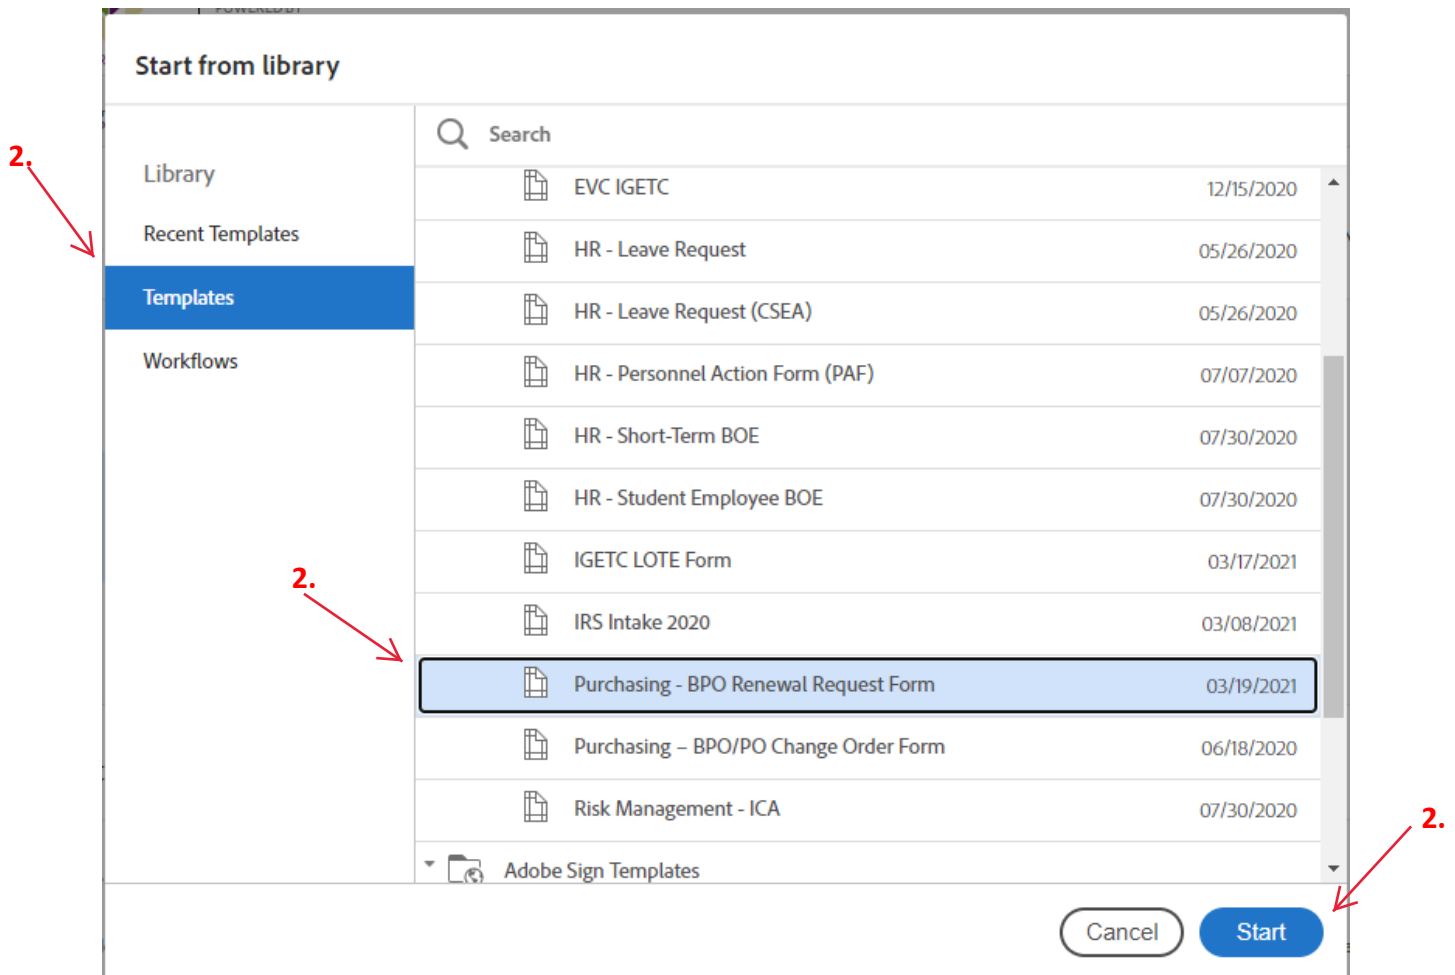 POWERED BY
Start from library
Search
2.
Library
Recent Templates
Templates
Workflows
EVC IGETC 12/15/2020
HR - Leave Request 05/26/2020
HR - Leave Request (CSEA) 05/26/2020
HR - Personnel Action Form (PAF) 07/07/2020
HR - Short-Term BOE 07/30/2020
HR - Student Employee BOE 07/30/2020
IGETC LOTE Form 03/17/2021
2.
IRS Intake 2020 03/08/2021
Purchasing - BPO Renewal Request Form 03/19/2021
Purchasing – BPO/PO Change Order Form 06/18/2020
Risk Management - ICA 07/30/2020
2.
Adobe Sign Templates
Cancel Start